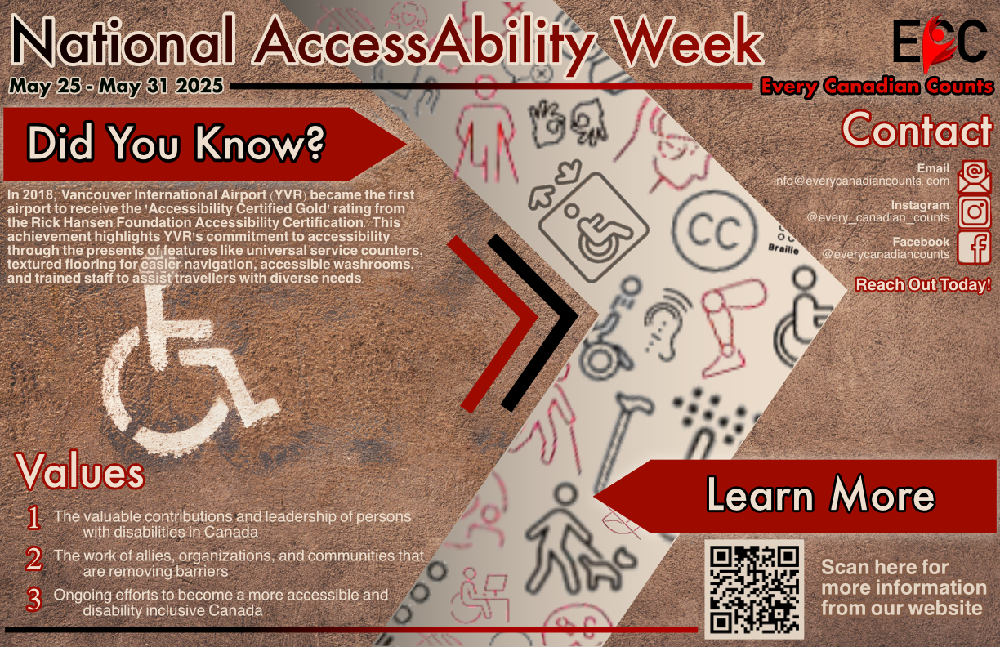 National AccessAbility Week
May 25 - May 31 2025
ECC
Every Canadian Counts
Did You Know?
In 2018, Vancouver International Airport (YVR) became the first
airport to receive the 'Accessibility Certified Gold' rating from
the Rick Hansen Foundation Accessibility Certification. This
achievement highlights YVR's commitment to accessibility
through the presents of features like universal service counters,
textured flooring for easier navigation, accessible washrooms,
and trained staff to assist travellers with diverse needs.
Contact
Email
info@everycanadiancounts.com
Instagram
@every_canadian_counts
Facebook
@everycanadiancounts
Reach Out Today!
CC
Braille
Values
1 The valuable contributions and leadership of persons
with disabilities in Canada
2 The work of allies, organizations, and communities that
are removing barriers
3 Ongoing efforts to become a more accessible and
disability inclusive Canada
Learn More
Scan here for
more information
from our website